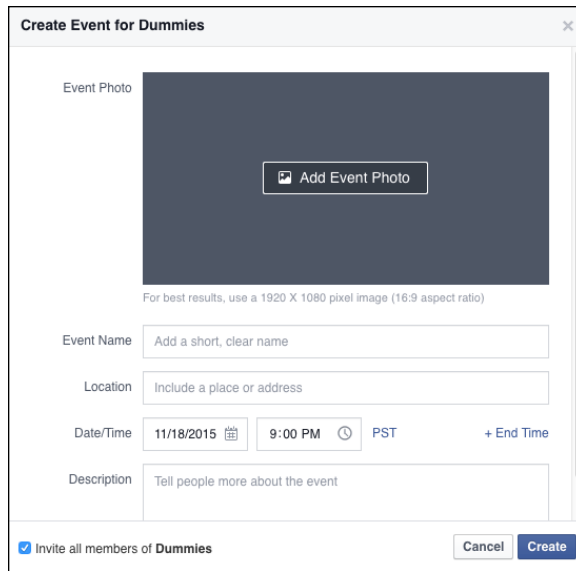 Create Event for Dummies ×
Event Photo
Add Event Photo
For best results, use a 1920 X 1080 pixel image (16:9 aspect ratio)
Event Name Add a short, clear name
Location Include a place or address
Date/Time 11/18/2015 9:00 PM PST + End Time
Description Tell people more about the event
Invite all members of Dummies Cancel Create